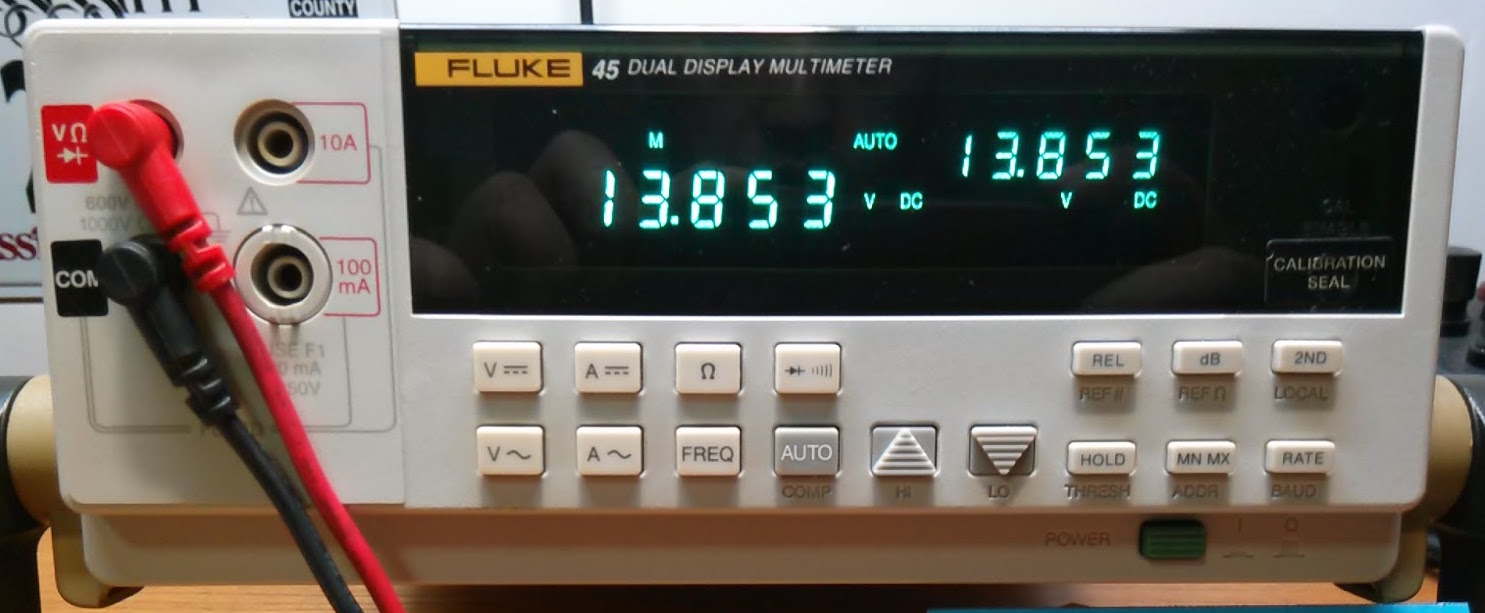 COUNTY
FLUKE 45 DUAL DISPLAY MULTIMETER
VΩ
10A
M AUTO 13.853
13.853 V DC V DC
600V
1000V
COM
100
mA
CALIBRATION
SEAL
F1
V A Ω REL dB 2ND
REF # REF Ω LOCAL
V A FREQ AUTO HOLD MN MX RATE
COMP HI LO THRESH ADDR BAUD
POWER I O